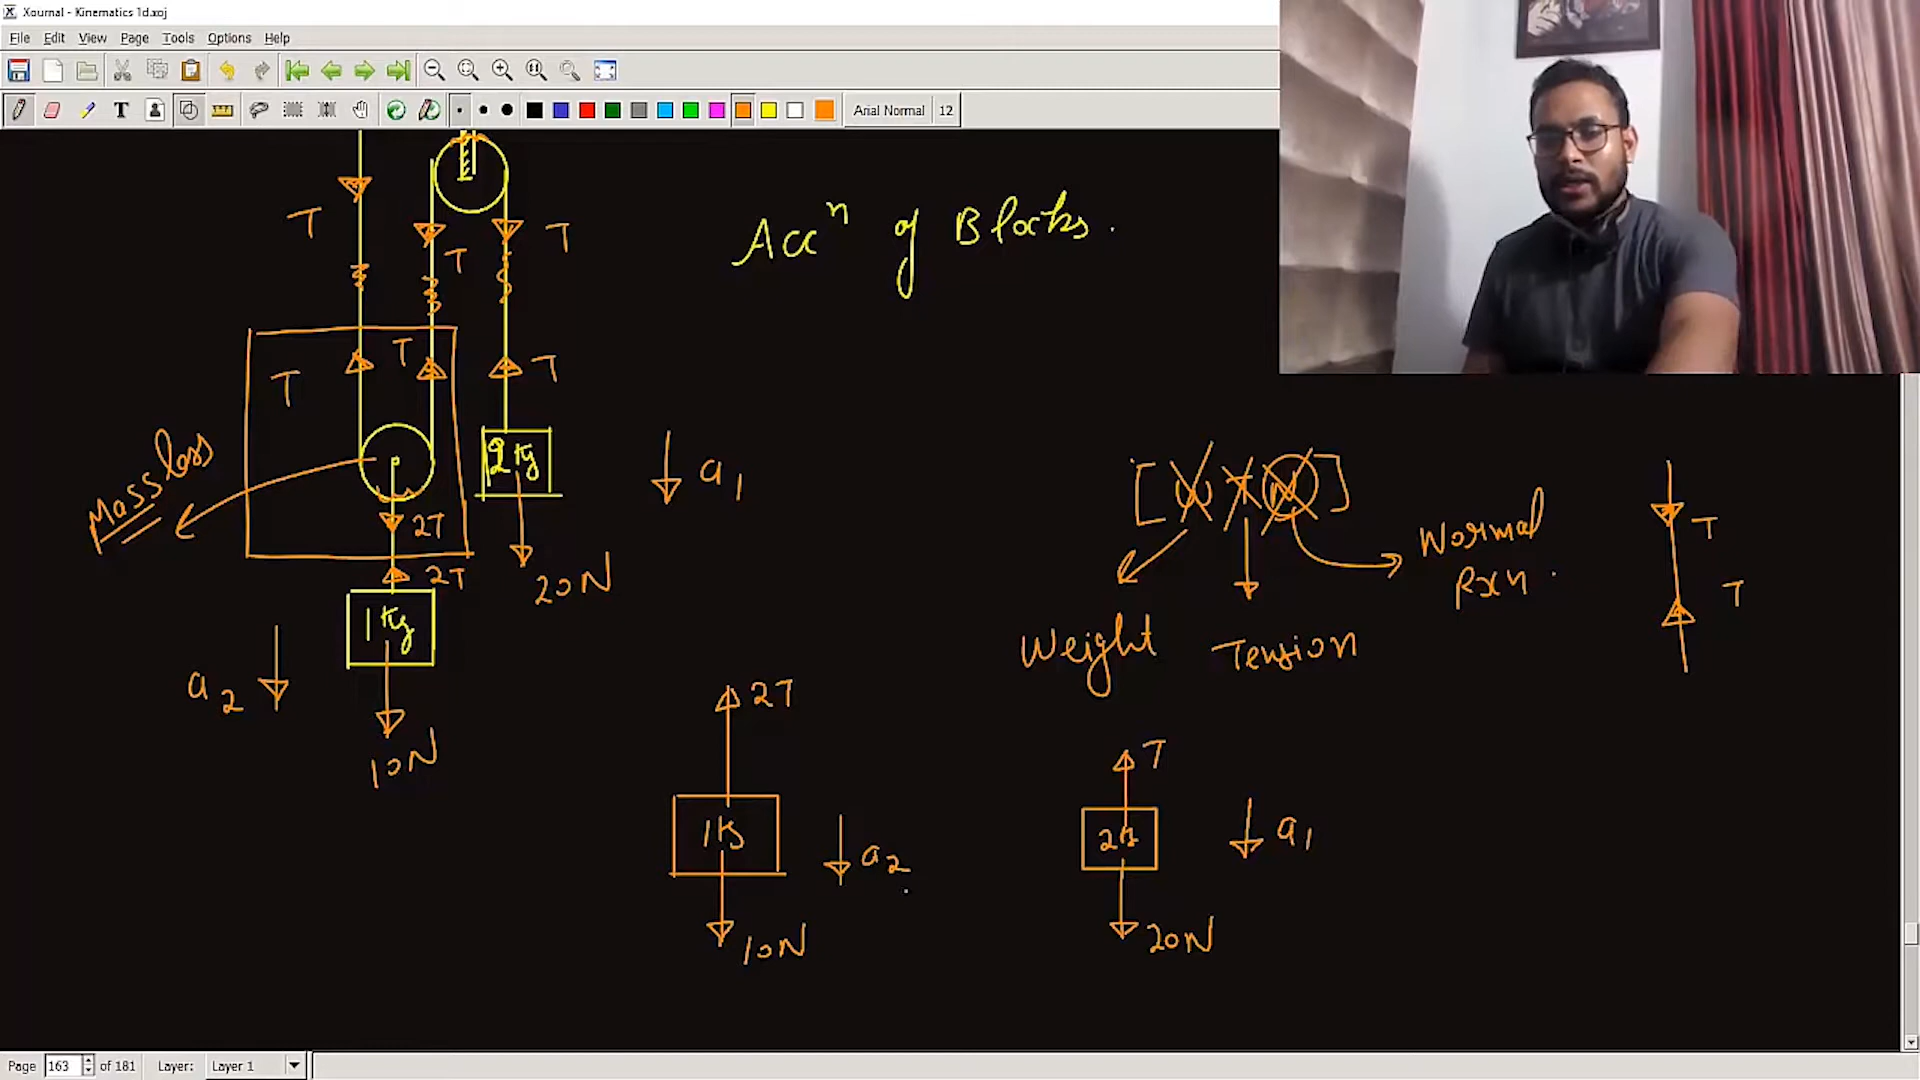 Xournal - Kinematics 1d.xoj
File Edit View Page Tools Options Help
Arial Normal 12
Accⁿ of Blocks.
T
T
T
T
T
T
Massless
2 Kg
a1
2T
2T
20N
1 Kg
a2
10N
[W T N]
Weight
Tension
Normal
Rxn.
T
T
2T
1Kg
a2
10N
T
2K
a1
20N
Page 163 of 181 Layer: Layer 1